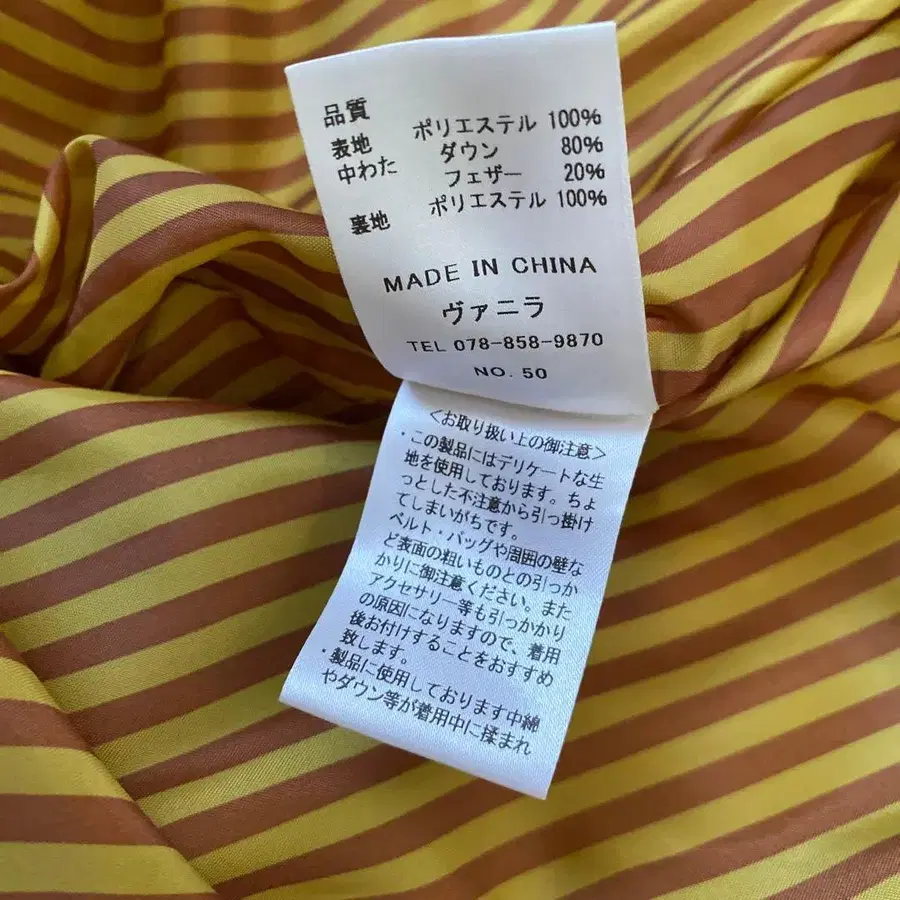 品質
表地 ポリエステル 100%
中わた ダウン 80%
フェザー 20%
裏地 ポリエステル 100%
MADE IN CHINA
ヴァニラ
TEL 078-858-9870
NO. 50
<お取り扱い上の御注意>
・この製品にはデリケートな生
地を使用しております。ちょ
っとした不注意から引っ掛け
てしまいがちです。
ベルト・バッグや周囲の壁な
ど表面の粗いものとの引っか
かりに御注意ください。また
アクセサリー等も引っかかり
の原因になりますので、着用
後お付けすることをおすすめ
致します。
・製品に使用しております中綿
やダウン等が着用中に揉まれ